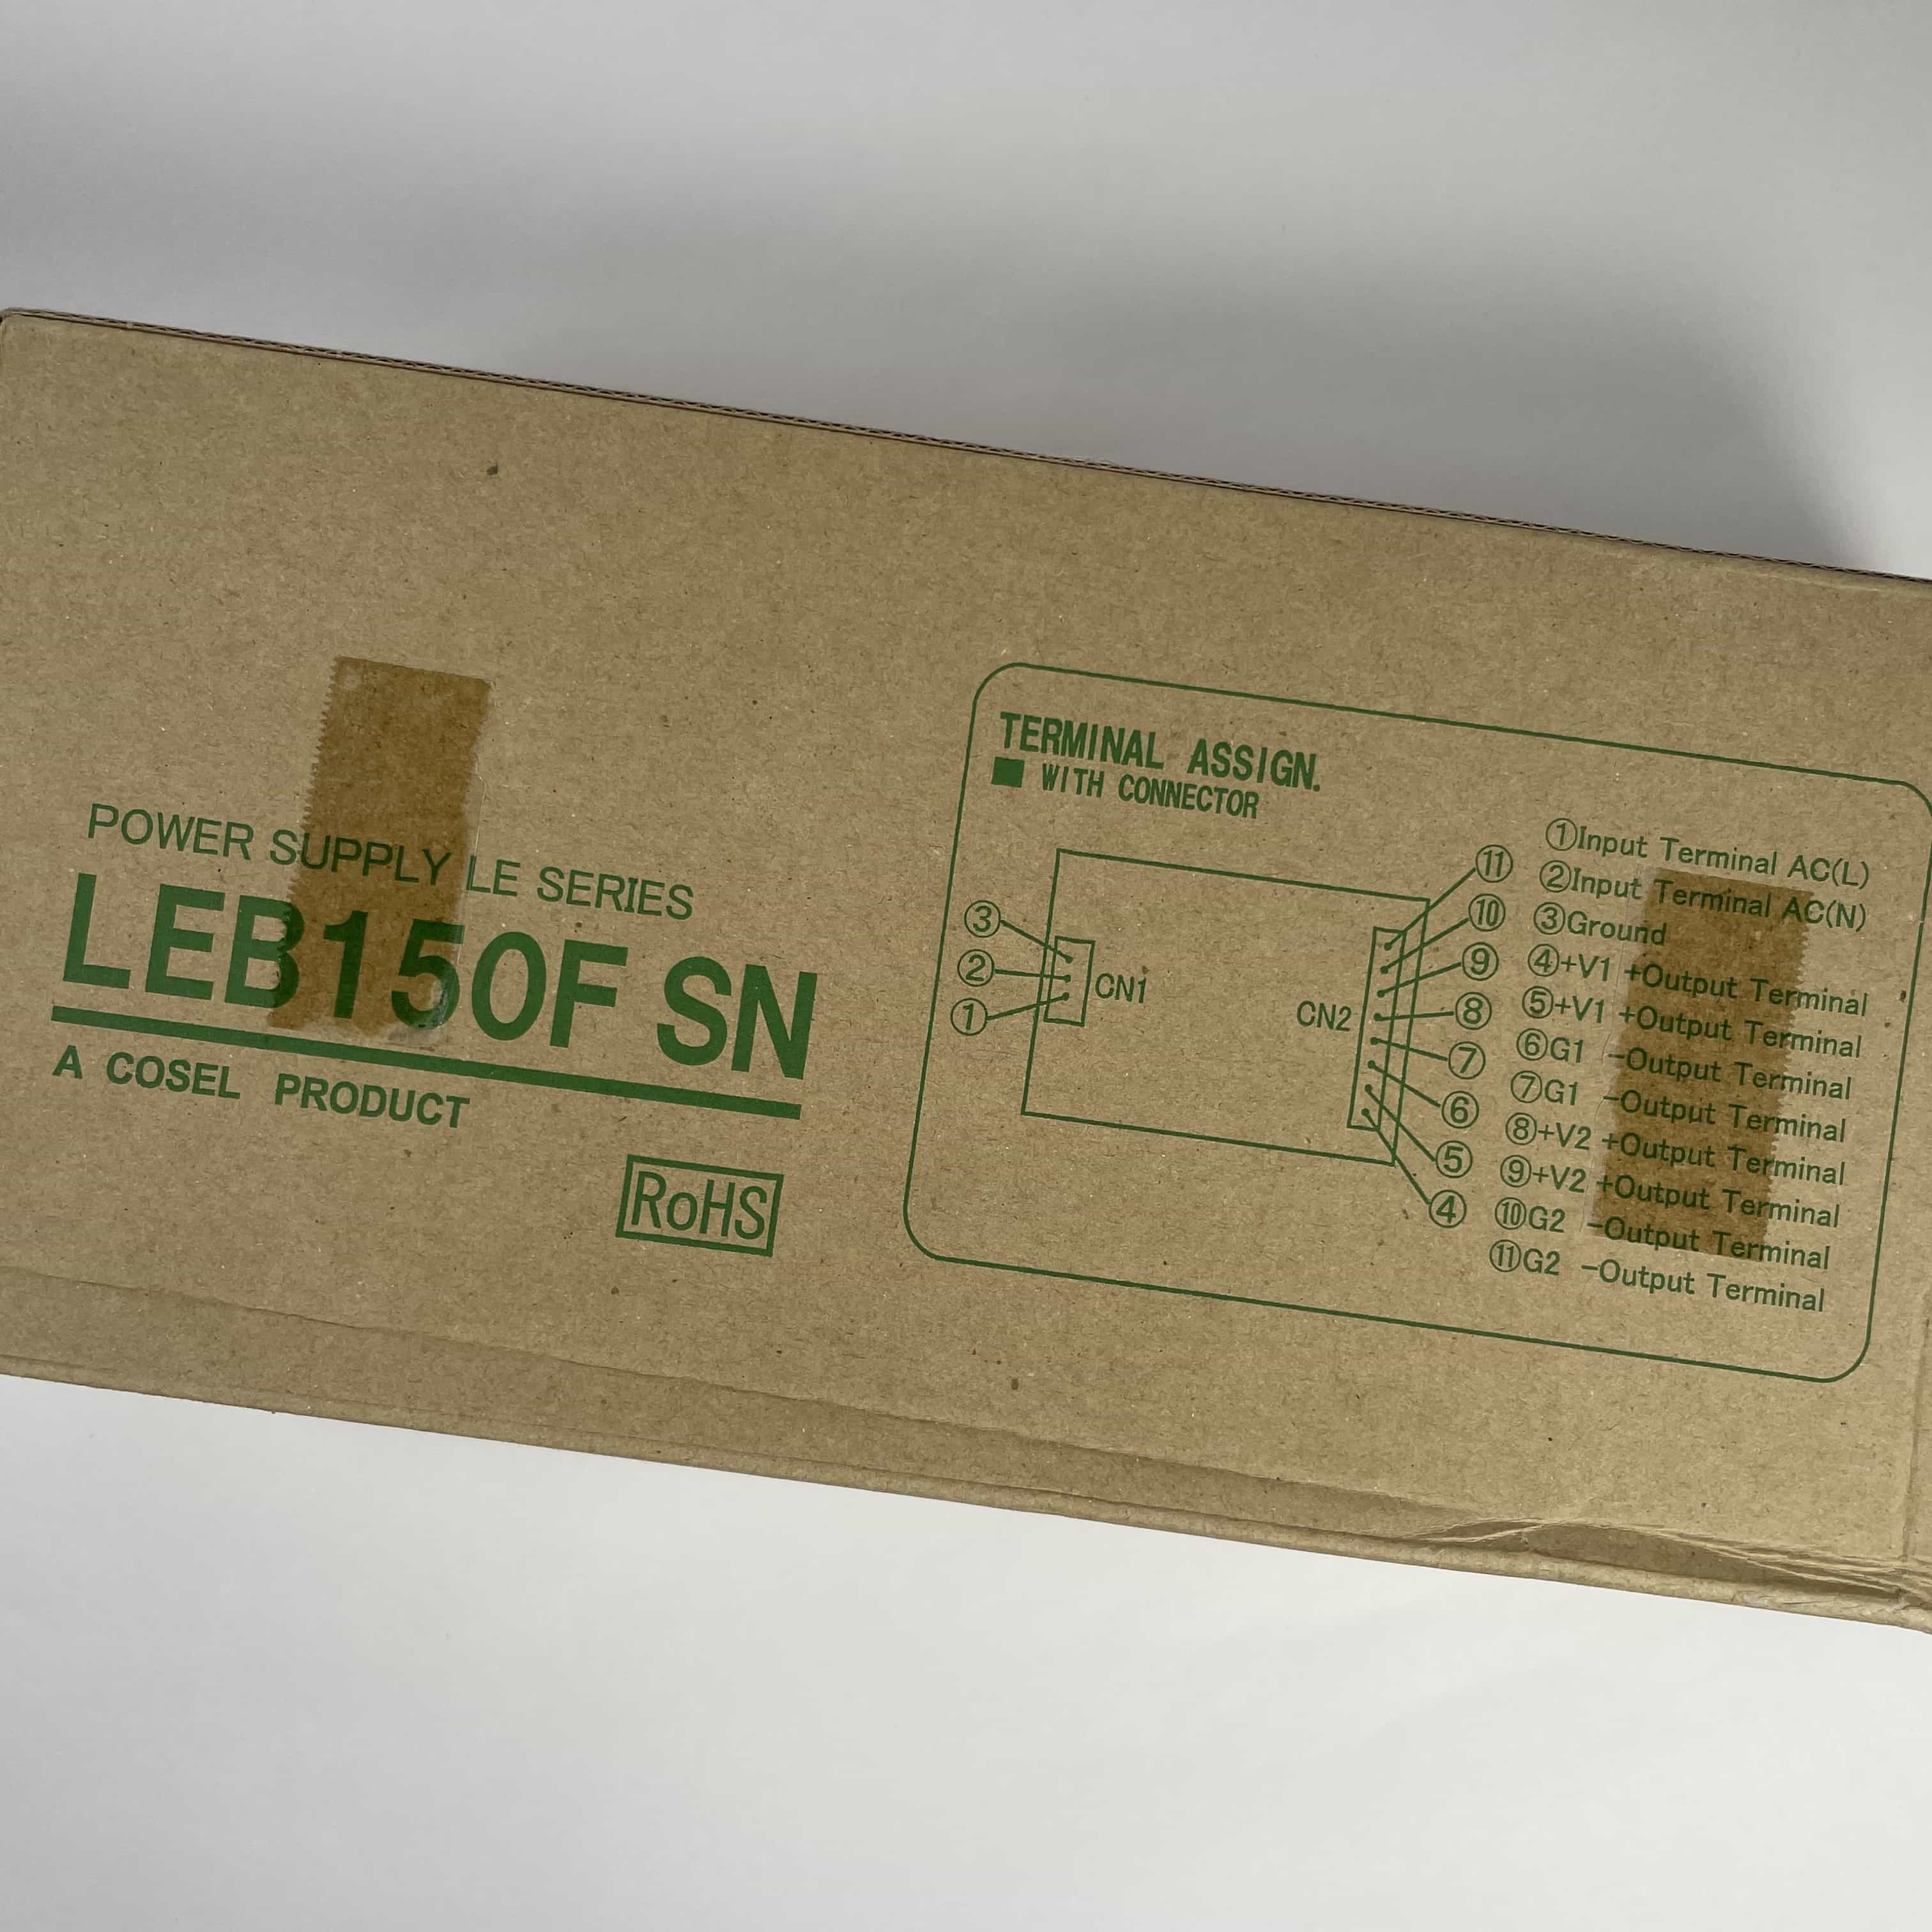 POWER SUPPLY LE SERIES
LEB150F SN
A COSEL PRODUCT
RoHS
TERMINAL ASSIGN.
■ WITH CONNECTOR
③
②
①
CN1
CN2
⑪
⑩
⑨
⑧
⑦
⑥
⑤
④
①Input Terminal AC(L)
②Input Terminal AC(N)
③Ground
④+V1 +Output Terminal
⑤+V1 +Output Terminal
⑥G1 -Output Terminal
⑦G1 -Output Terminal
⑧+V2 +Output Terminal
⑨+V2 +Output Terminal
⑩G2 -Output Terminal
⑪G2 -Output Terminal